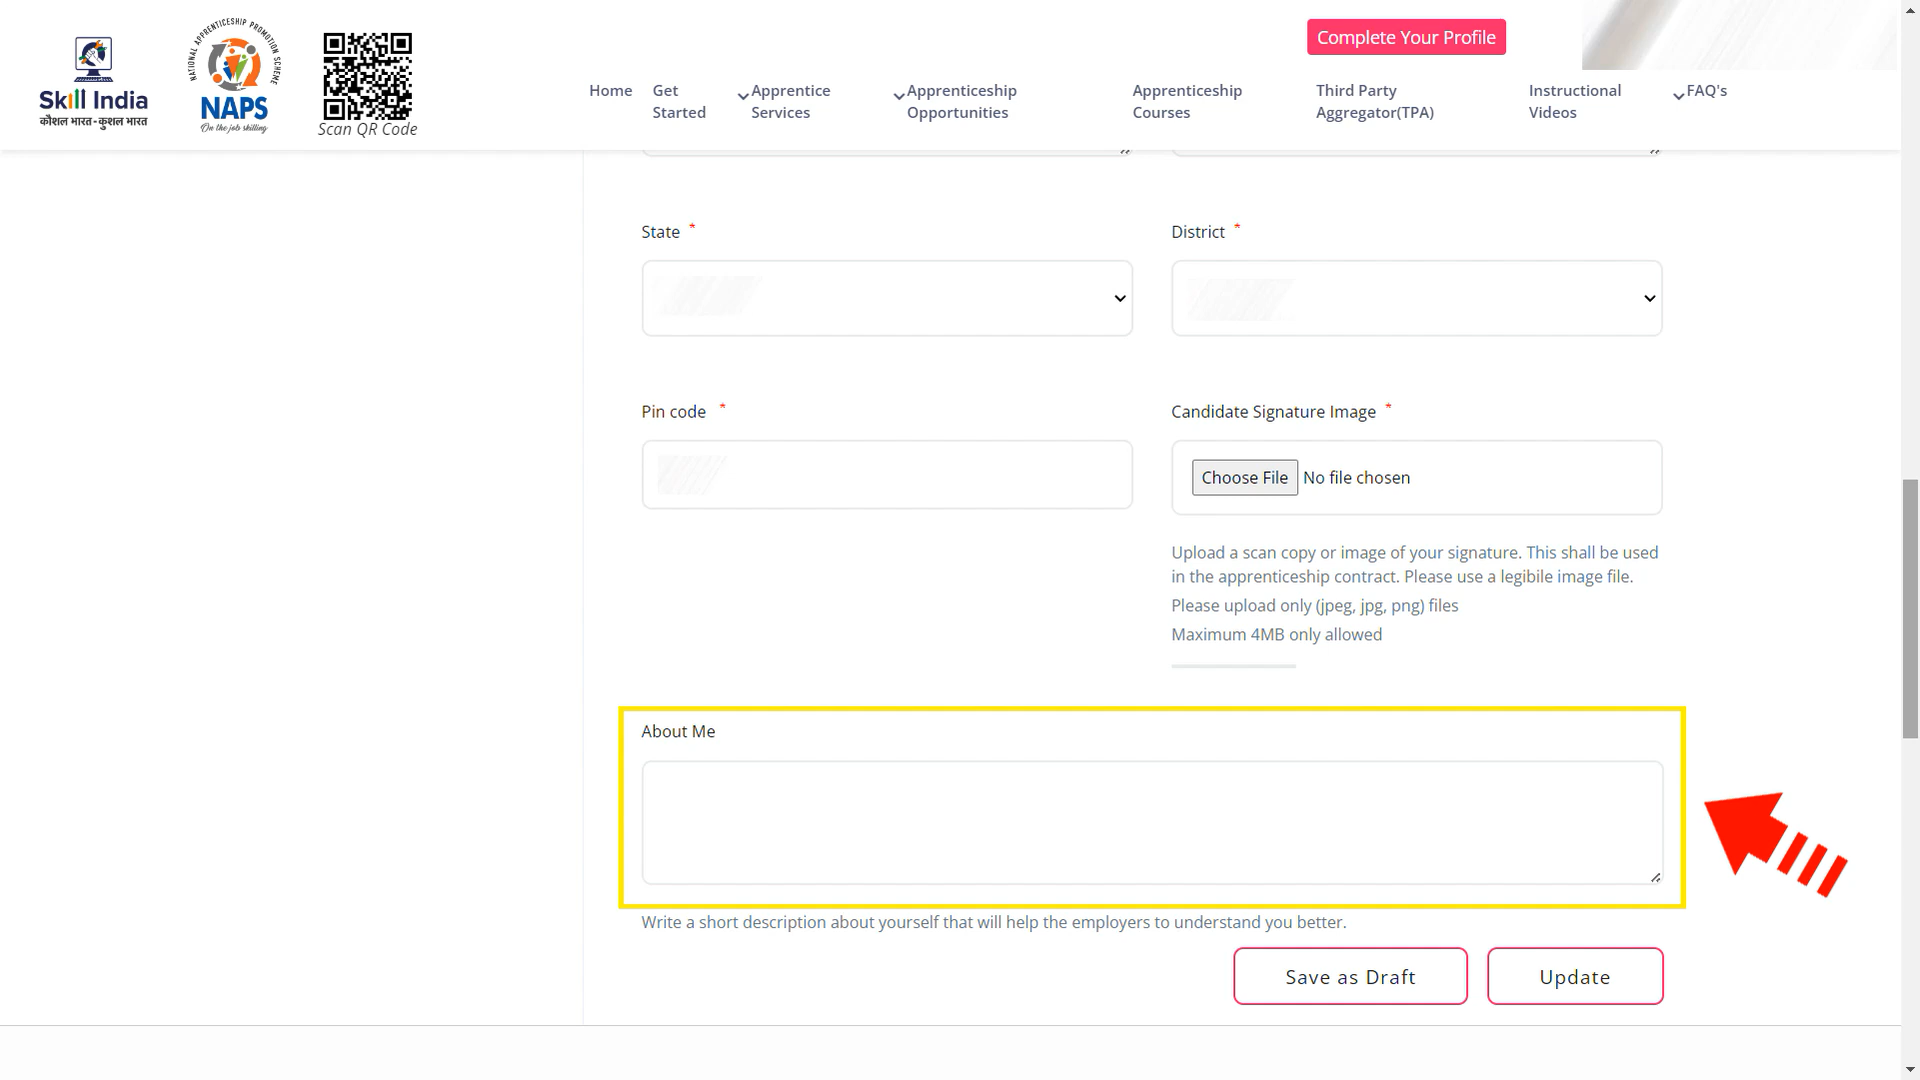 Complete Your Profile
NATIONAL APPRENTICESHIP PROMOTION SCHEME
Skill India
कौशल भारत-कुशल भारत
NAPS
On the job skilling
Scan QR Code
Home
Get Started
Apprentice Services
Apprenticeship Opportunities
Apprenticeship Courses
Third Party Aggregator(TPA)
Instructional Videos
FAQ's
State *
District *
Pin code *
Candidate Signature Image *
Choose File No file chosen
Upload a scan copy or image of your signature. This shall be used
in the apprenticeship contract. Please use a legibile image file.
Please upload only (jpeg, jpg, png) files
Maximum 4MB only allowed
About Me
Write a short description about yourself that will help the employers to understand you better.
Save as Draft
Update